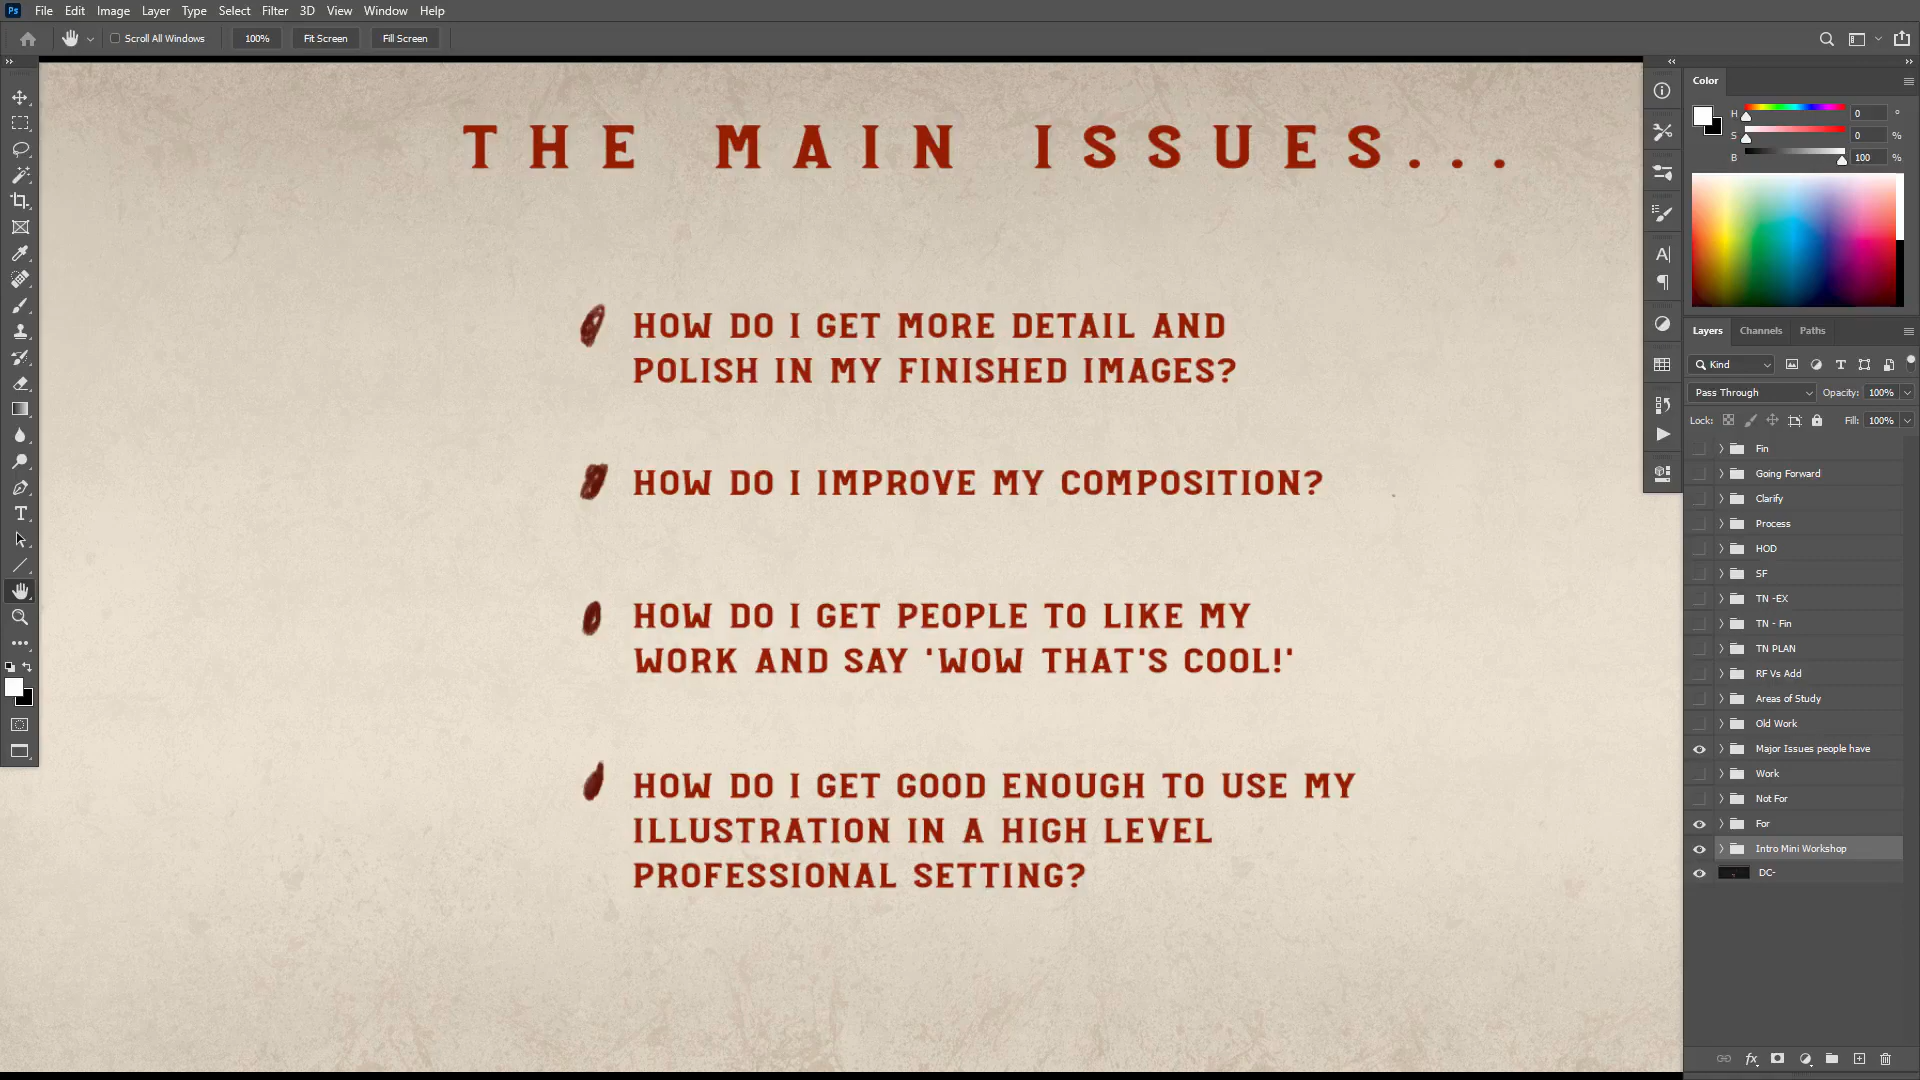 Ps File Edit Image Layer Type Select Filter 3D View Window Help
Scroll All Windows 100% Fit Screen Fill Screen
THE MAIN ISSUES...
HOW DO I GET MORE DETAIL AND
POLISH IN MY FINISHED IMAGES?
HOW DO I IMPROVE MY COMPOSITION?
HOW DO I GET PEOPLE TO LIKE MY
WORK AND SAY 'WOW THAT'S COOL!'
HOW DO I GET GOOD ENOUGH TO USE MY
ILLUSTRATION IN A HIGH LEVEL
PROFESSIONAL SETTING?
Color
H 0 °
S 0 %
B 100 %
Layers Channels Paths
Kind
Pass Through Opacity: 100%
Lock: Fill: 100%
Fin
Going Forward
Clarify
Process
HOD
SF
TN -EX
TN - Fin
TN PLAN
RF Vs Add
Areas of Study
Old Work
Major Issues people have
Work
Not For
For
Intro Mini Workshop
DC-
fx